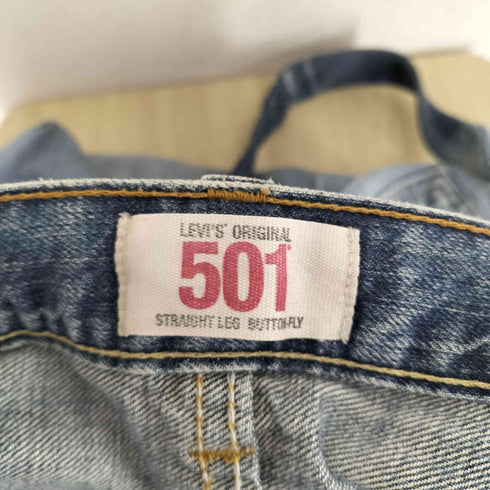 LEVI'S® ORIGINAL
501
STRAIGHT LEG BUTTON-FLY